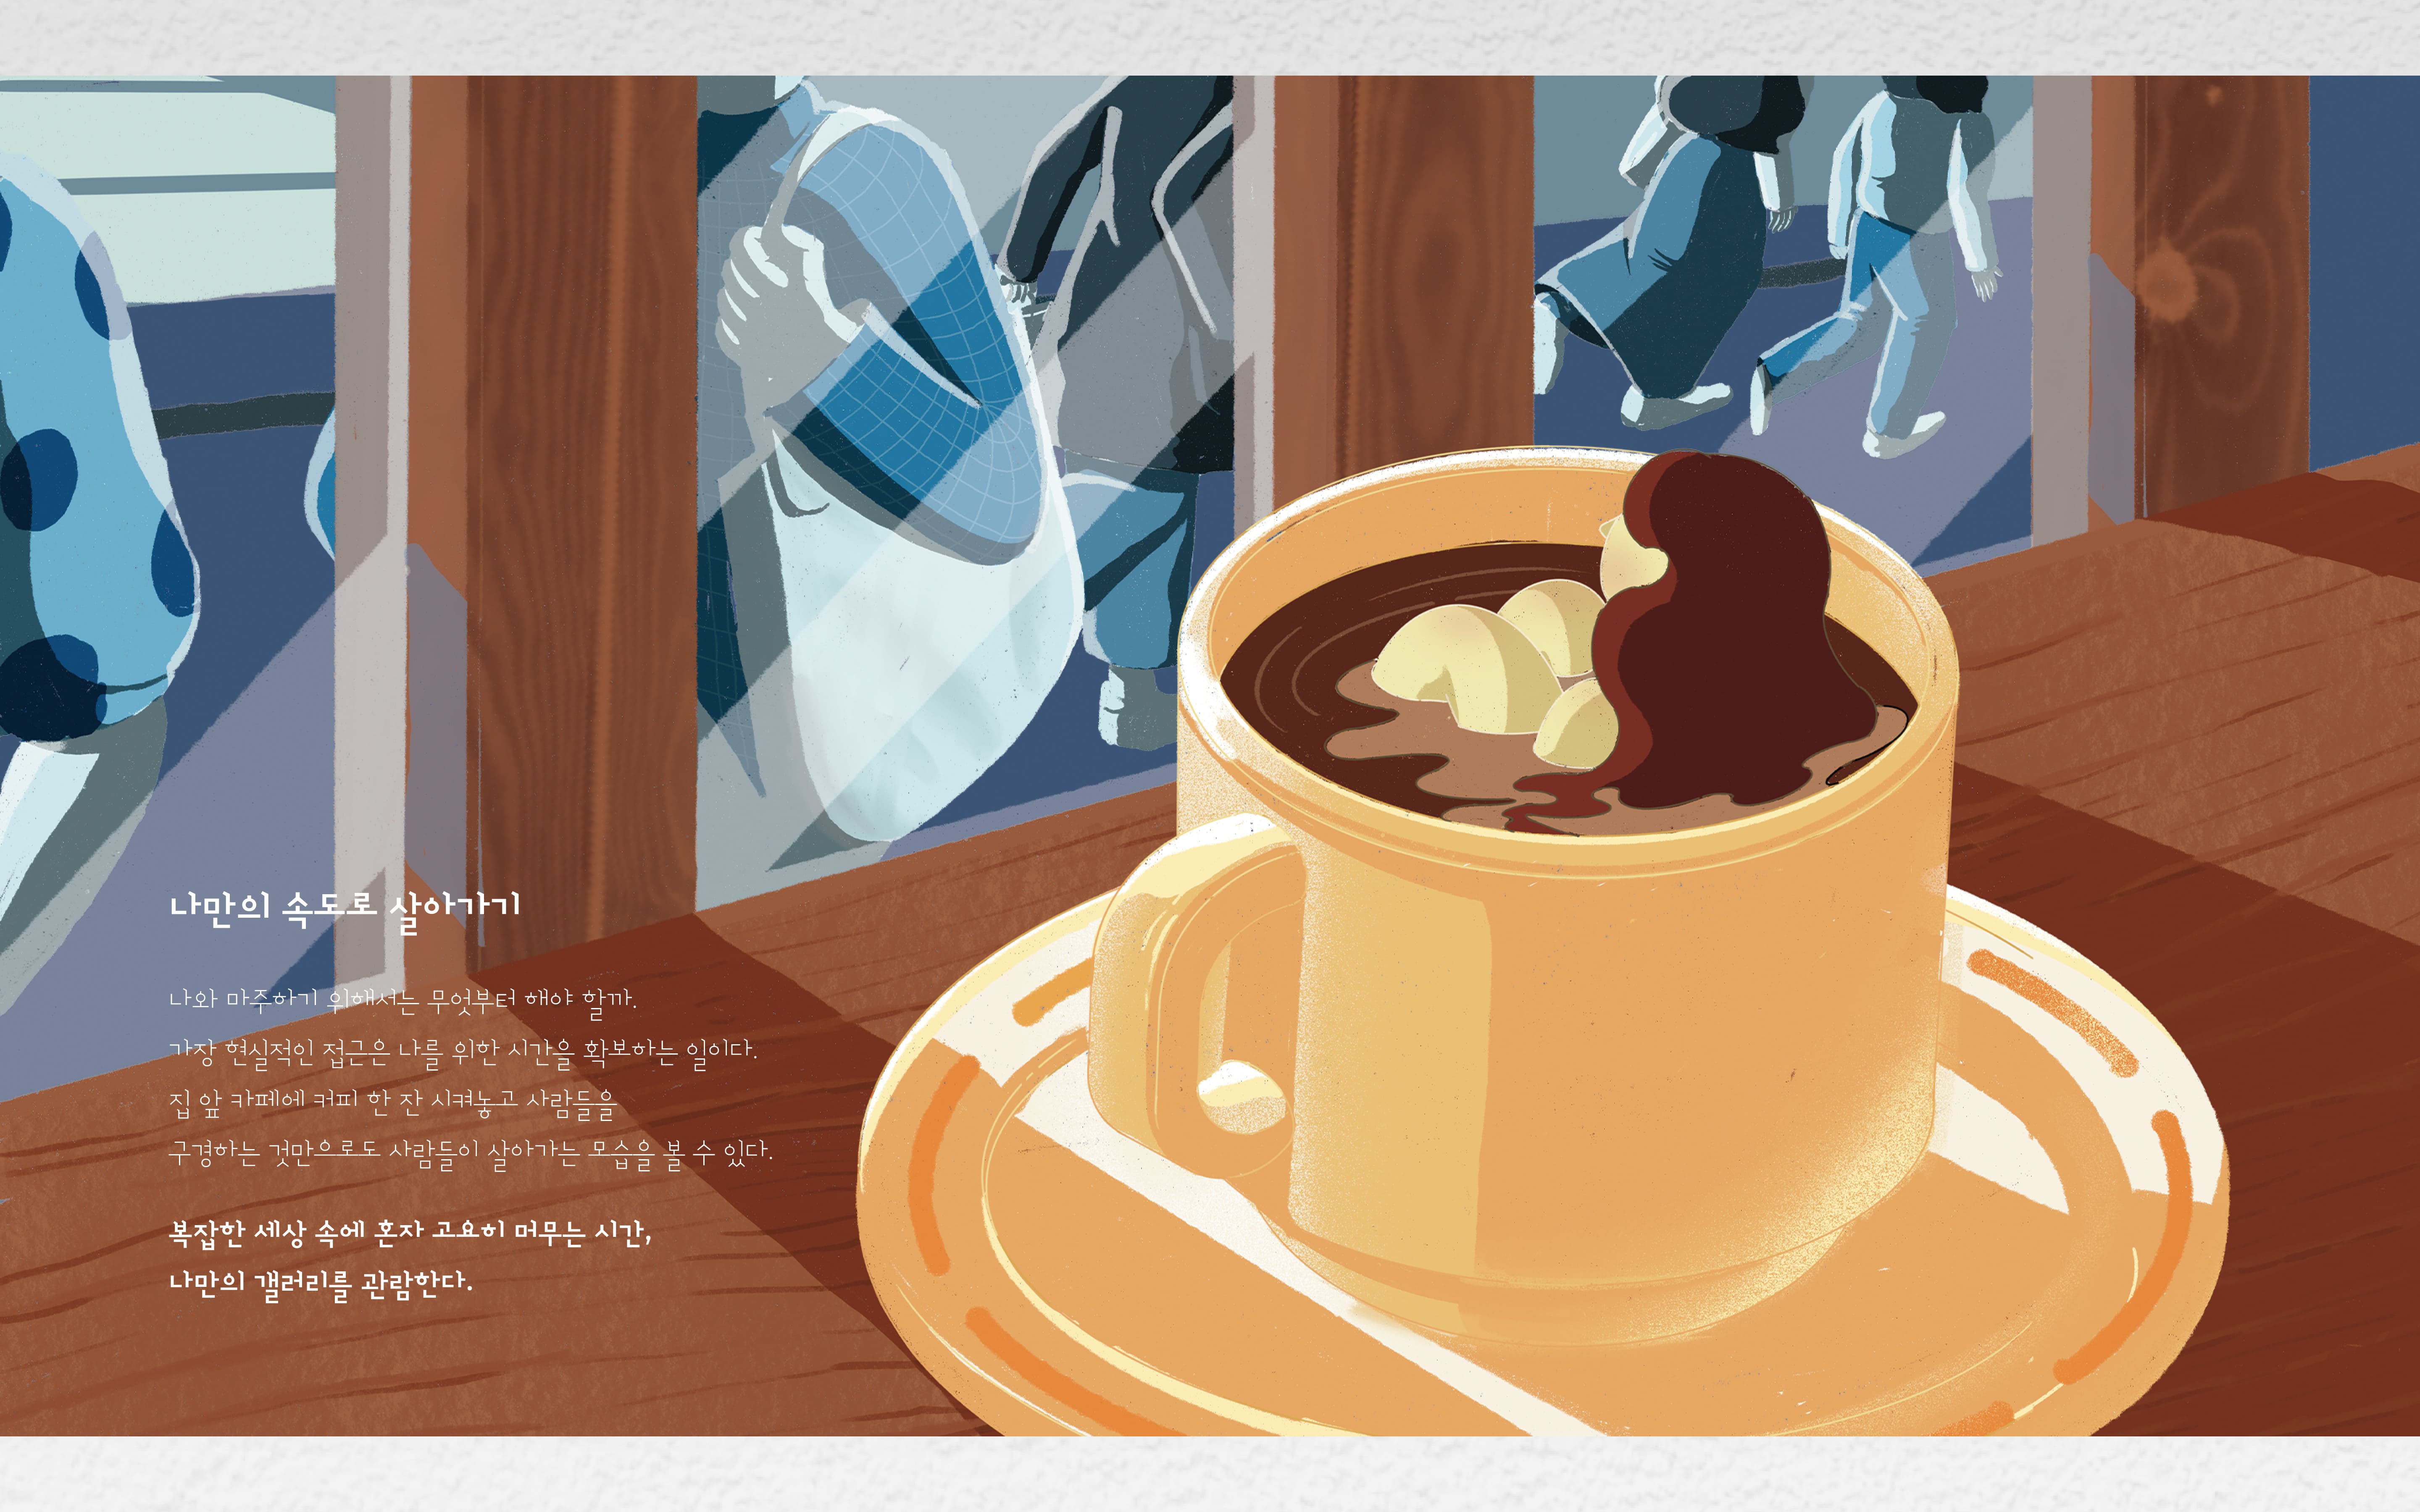 나만의 속도로 살아가기
나와 마주하기 위해서는 무엇부터 해야 할까.
가장 현실적인 접근은 나를 위한 시간을 확보하는 일이다.
집 앞 카페에 커피 한 잔 시켜놓고 사람들을
구경하는 것만으로도 사람들이 살아가는 모습을 볼 수 있다.
복잡한 세상 속에 혼자 고요히 머무는 시간,
나만의 갤러리를 관람한다.